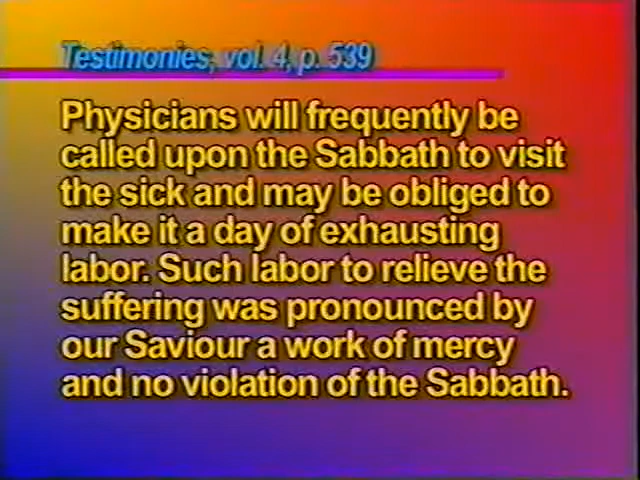 Testimonies, vol. 4, p. 539
Physicians will frequently be
called upon the Sabbath to visit
the sick and may be obliged to
make it a day of exhausting
labor. Such labor to relieve the
suffering was pronounced by
our Saviour a work of mercy
and no violation of the Sabbath.